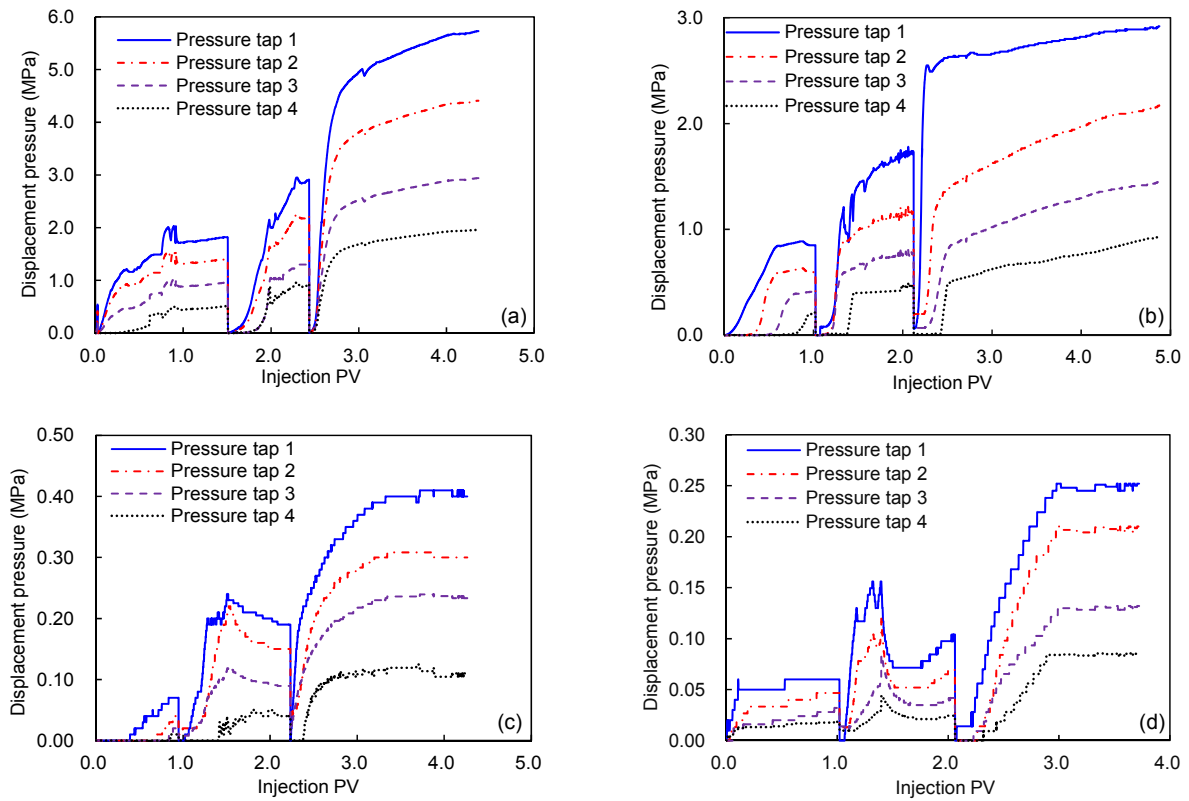 6.0
5.0
4.0
3.0
2.0
1.0
0.0
Displacement pressure (MPa)
Pressure tap 1
Pressure tap 2
Pressure tap 3
Pressure tap 4
(a)
0.0 1.0 2.0 3.0 4.0 5.0
Injection PV
3.0
2.0
1.0
0.0
Displacement pressure (MPa)
Pressure tap 1
Pressure tap 2
Pressure tap 3
Pressure tap 4
(b)
0.0 1.0 2.0 3.0 4.0 5.0
Injection PV
0.50
0.40
0.30
0.20
0.10
0.00
Displacement pressure (MPa)
Pressure tap 1
Pressure tap 2
Pressure tap 3
Pressure tap 4
(c)
0.0 1.0 2.0 3.0 4.0 5.0
Injection PV
0.30
0.25
0.20
0.15
0.10
0.05
0.00
Displacement pressure (MPa)
Pressure tap 1
Pressure tap 2
Pressure tap 3
Pressure tap 4
(d)
0.0 1.0 2.0 3.0 4.0
Injection PV